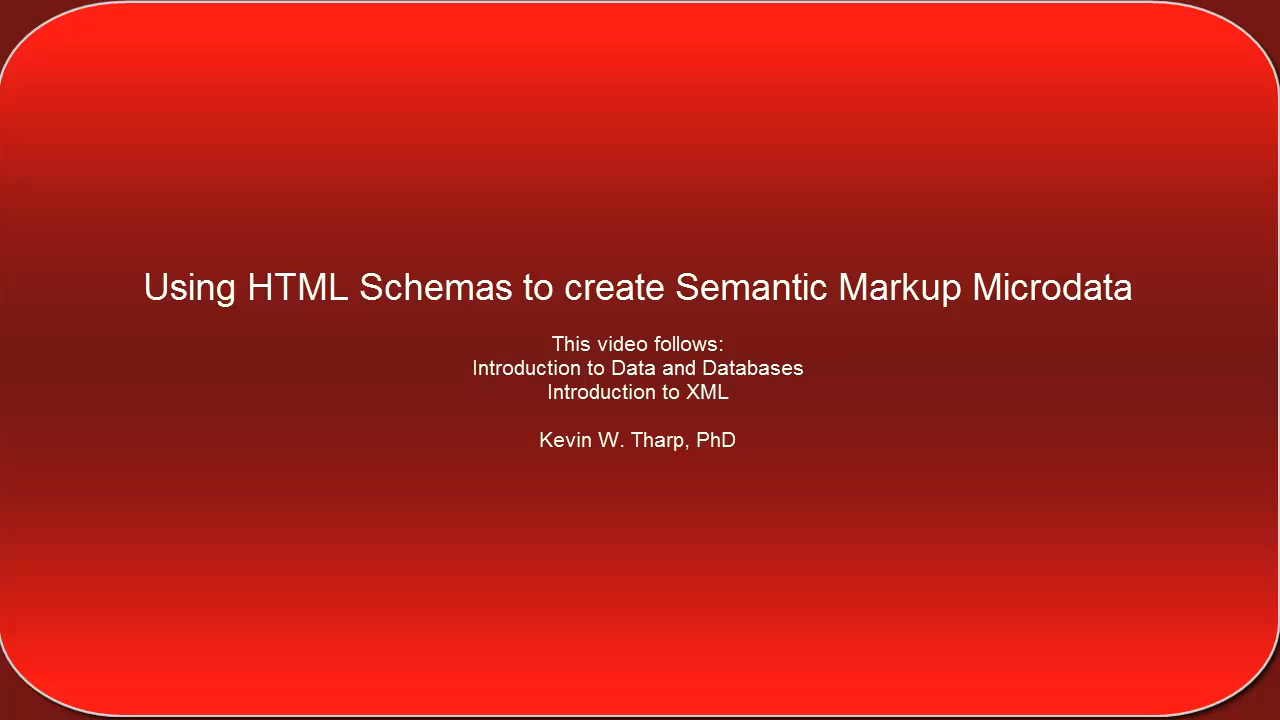 Using HTML Schemas to create Semantic Markup Microdata
This video follows:
Introduction to Data and Databases
Introduction to XML
Kevin W. Tharp, PhD